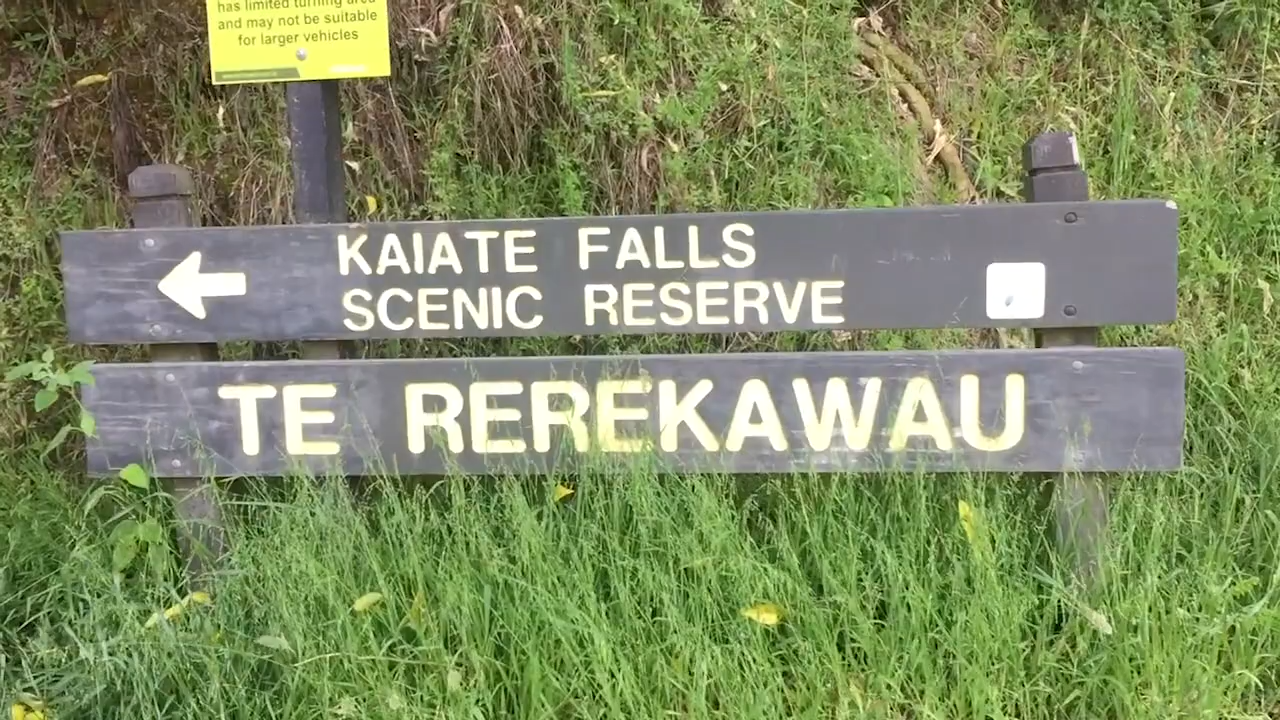 has limited turning area
and may not be suitable
for larger vehicles
KAIATE FALLS
SCENIC RESERVE
TE REREKAWAU